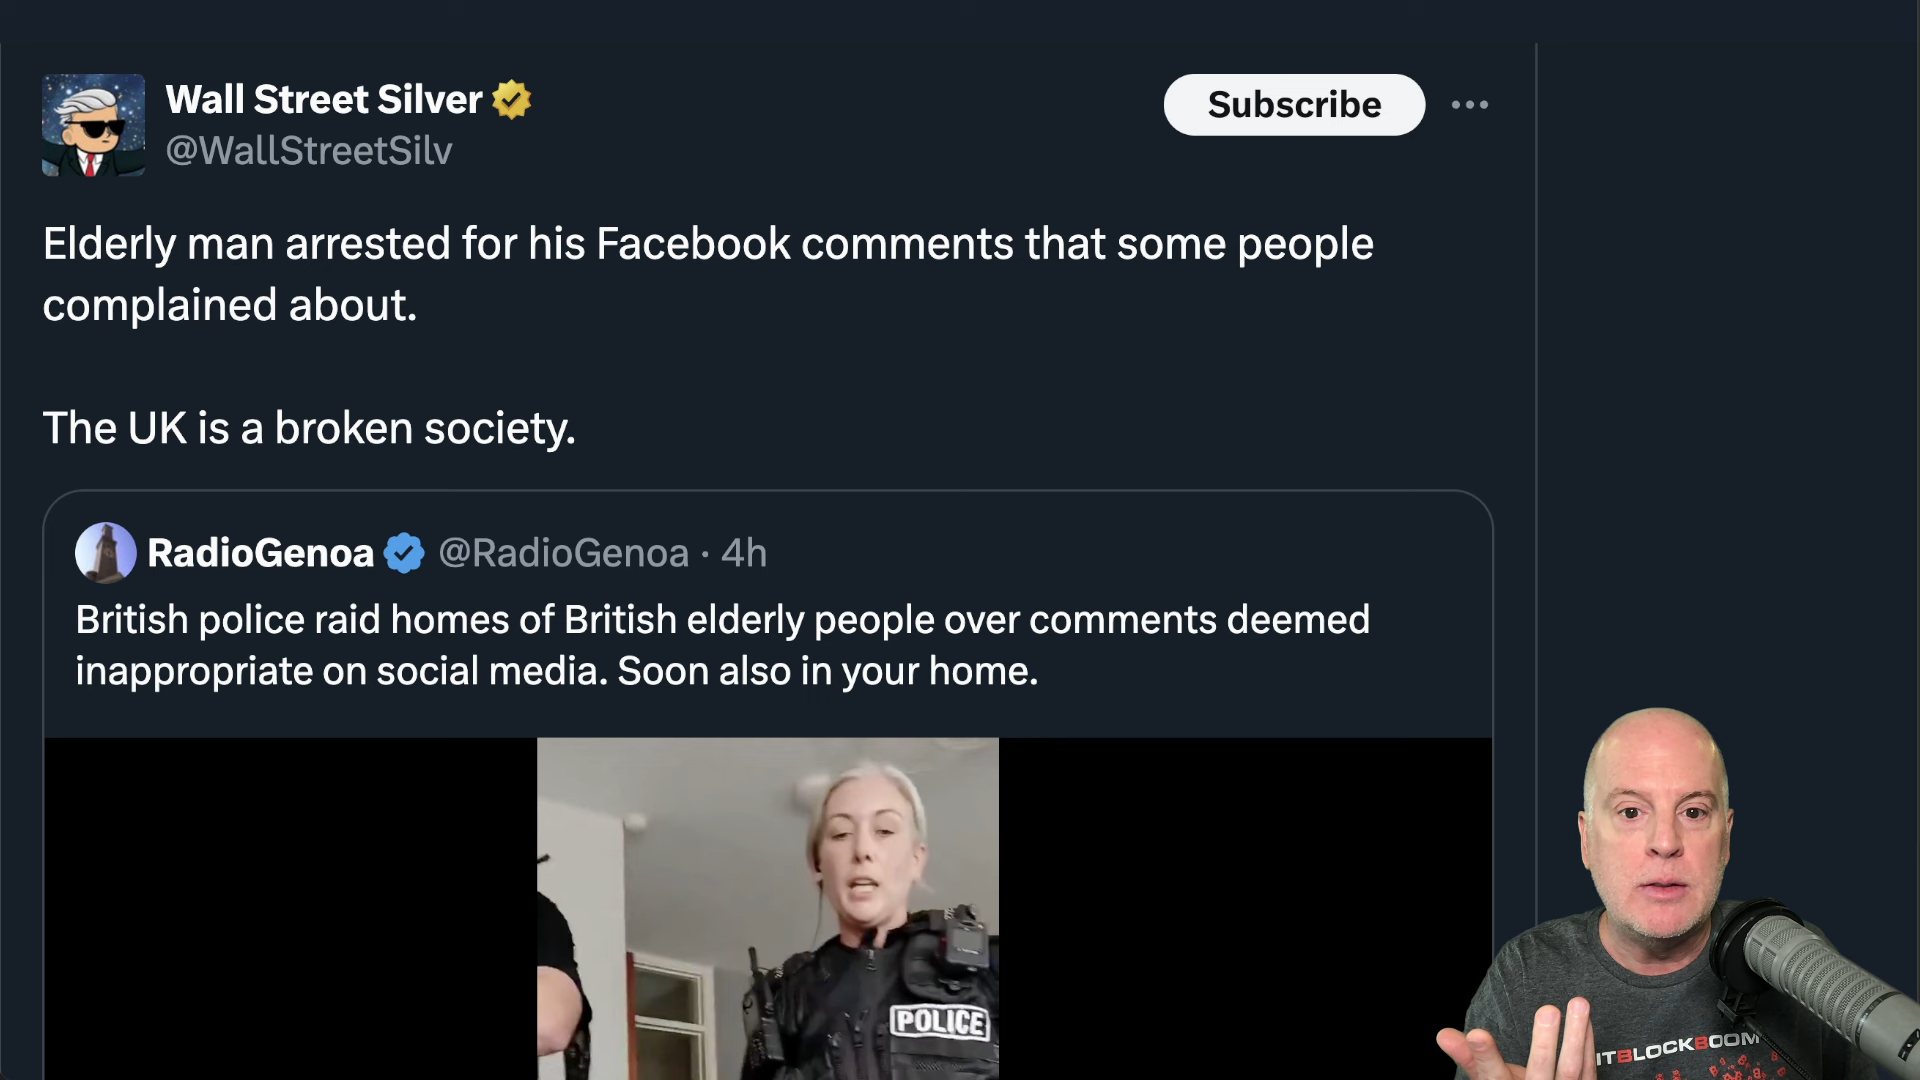 Wall Street Silver
@WallStreetSilv
Subscribe
Elderly man arrested for his Facebook comments that some people
complained about.
The UK is a broken society.
RadioGenoa @RadioGenoa · 4h
British police raid homes of British elderly people over comments deemed
inappropriate on social media. Soon also in your home.
POLICE
ITBLOCKBOOM